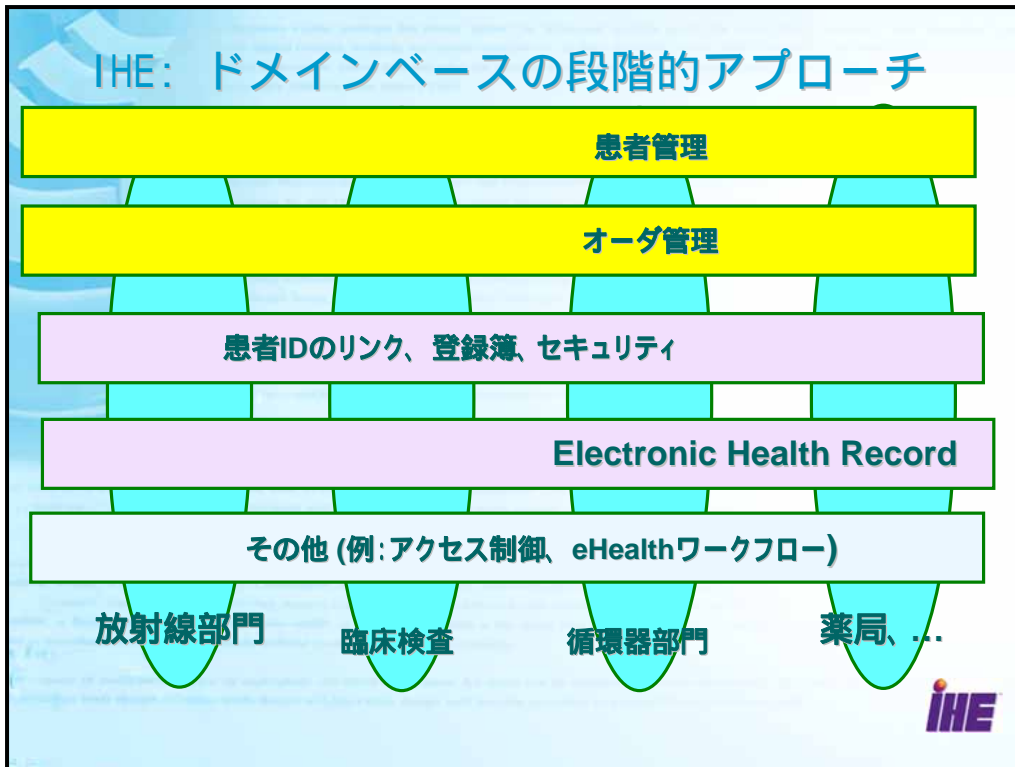 IHE: ドメインベースの段階的アプローチ
患者管理
オーダ管理
患者IDのリンク、登録簿、セキュリティ
Electronic Health Record
その他 (例:アクセス制御、eHealthワークフロー)
放射線部門
臨床検査
循環器部門
薬局、...
IHE